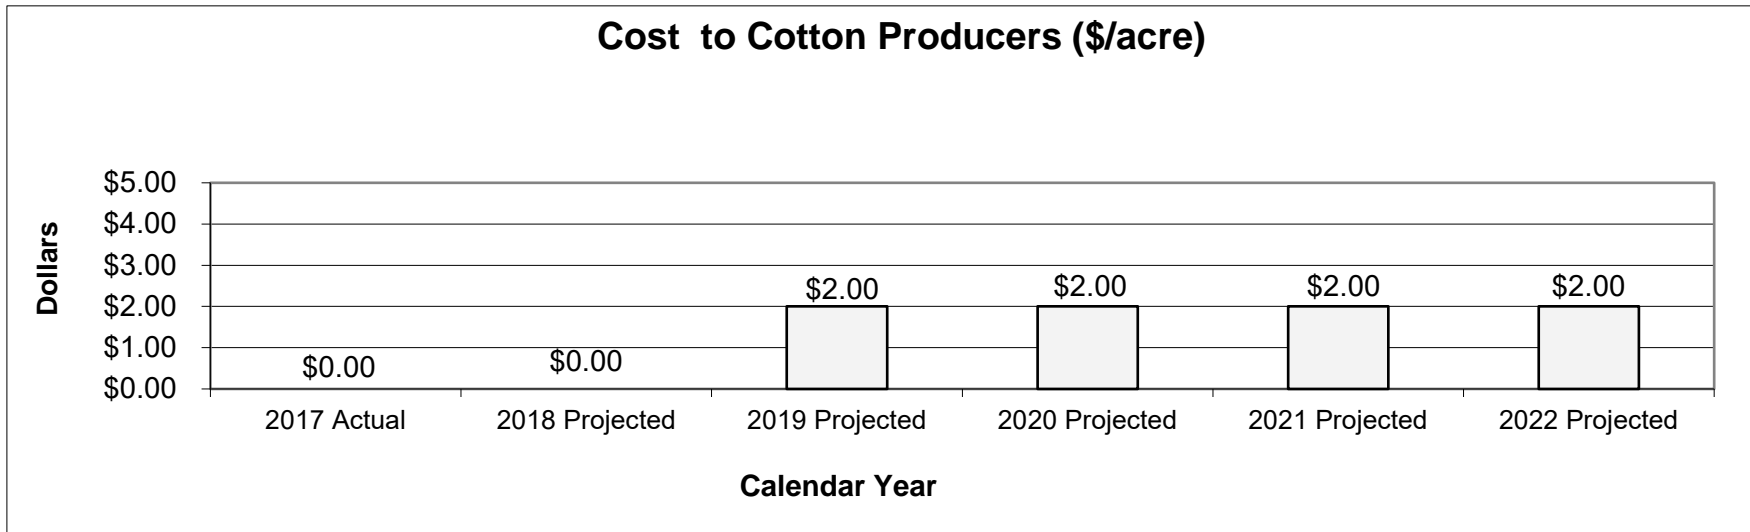 Cost  to Cotton Producers ($/acre)
$5.00
$4.00
$3.00
$2.00
$1.00
$0.00
Dollars
$0.00
$0.00
$2.00
$2.00
$2.00
$2.00
2017 Actual
2018 Projected
2019 Projected
2020 Projected
2021 Projected
2022 Projected
Calendar Year